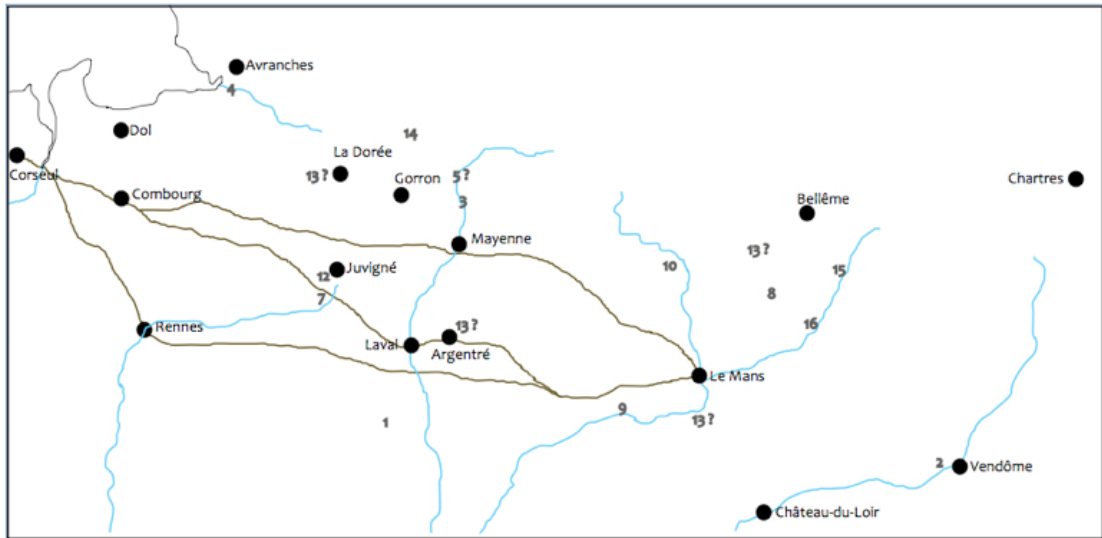 Avranches
4
Dol
14
La Dorée
13 ?
Corseul
5 ?
Gorron
Chartres
Combourg
3
Bellême
Mayenne
13 ?
10
15
12
Juvigné
7
8
Rennes
13 ?
16
Laval
Argentré
Le Mans
9
13 ?
1
2
Vendôme
Château-du-Loir